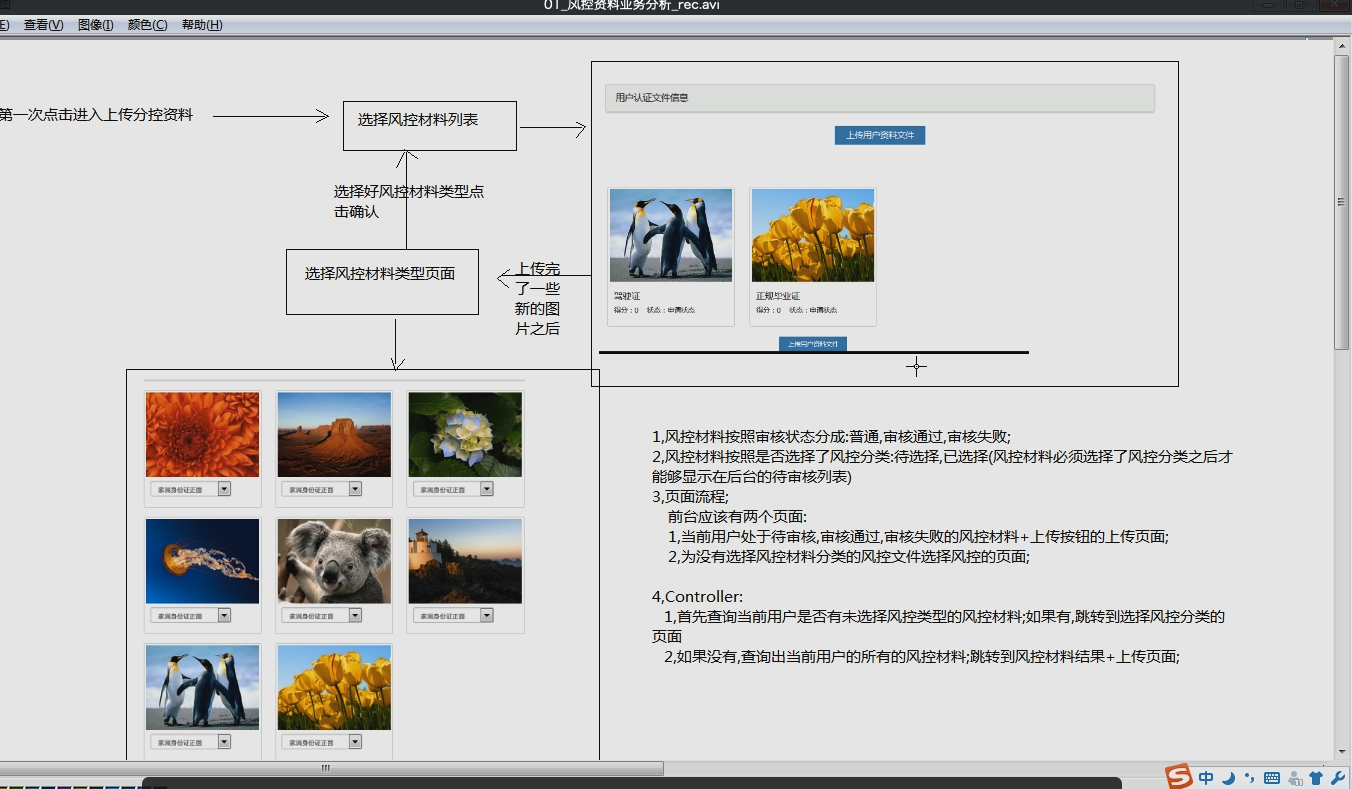 01_风控资料业务分析_rec.avi
E) 查看(V) 图像(I) 颜色(C) 帮助(H)
第一次点击进入上传分控资料
选择风控材料列表
用户认证文件信息
上传用户资料文件
选择好风控材料类型点
击确认
选择风控材料类型页面
上传完
了一些
新的图
片之后
驾驶证
得分：0 状态：申请状态
正规毕业证
得分：0 状态：申请状态
上传用户资料文件
家属身份证正面
家属身份证正面
家属身份证正面
家属身份证正面
家属身份证正面
家属身份证正面
家属身份证正面
家属身份证正面
1,风控材料按照审核状态分成:普通,审核通过,审核失败;
2,风控材料按照是否选择了风控分类:待选择,已选择(风控材料必须选择了风控分类之后才
能够显示在后台的待审核列表)
3,页面流程;
前台应该有两个页面:
1,当前用户处于待审核,审核通过,审核失败的风控材料+上传按钮的上传页面;
2,为没有选择风控材料分类的风控文件选择风控的页面;
4,Controller:
1,首先查询当前用户是否有未选择风控类型的风控材料;如果有,跳转到选择风控分类的
页面
2,如果没有,查询出当前用户的所有的风控材料;跳转到风控材料结果+上传页面;
中